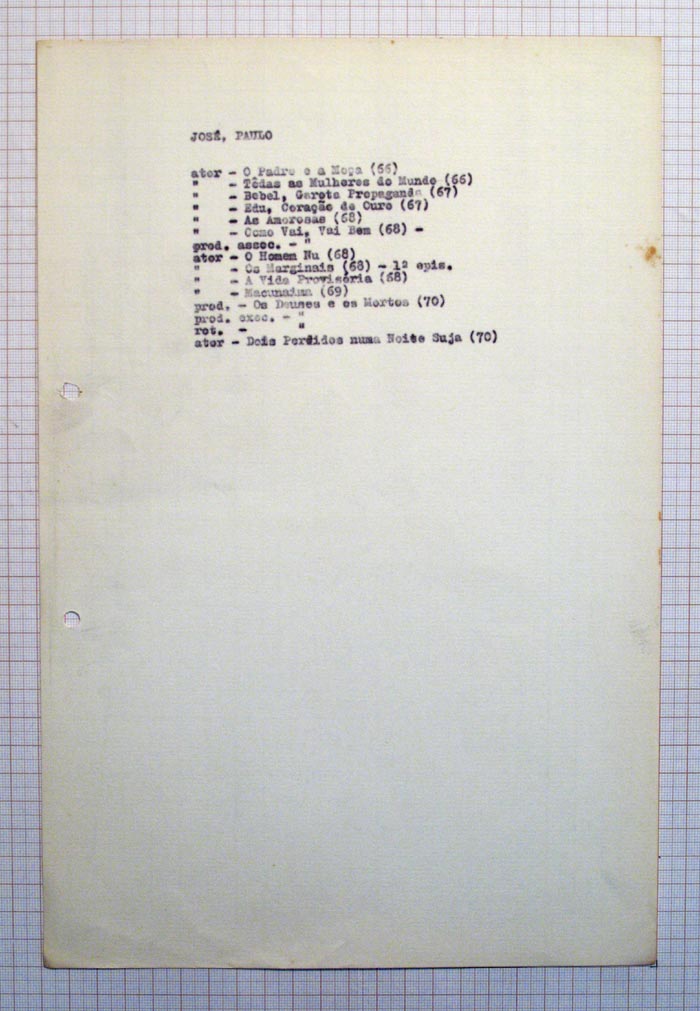 JOSÉ, PAULO
ator - O Padre e a Moça (66)
" - Tôdas as Mulheres do Mundo (66)
" - Bebel, Garota Propaganda (67)
" - Edu, Coração de Ouro (67)
" - As Amorosas (68)
" - Como Vai, Vai Bem (68) -
prod. assoc. - "
ator - O Homem Nu (68)
" - Os Marginais (68) - 1º epis.
" - A Vida Provisória (68)
" - Macunaima (69)
prod. - Os Deuses e os Mortos (70)
prod. exec. - "
rot. - "
ator - Dois Perdidos numa Noite Suja (70)